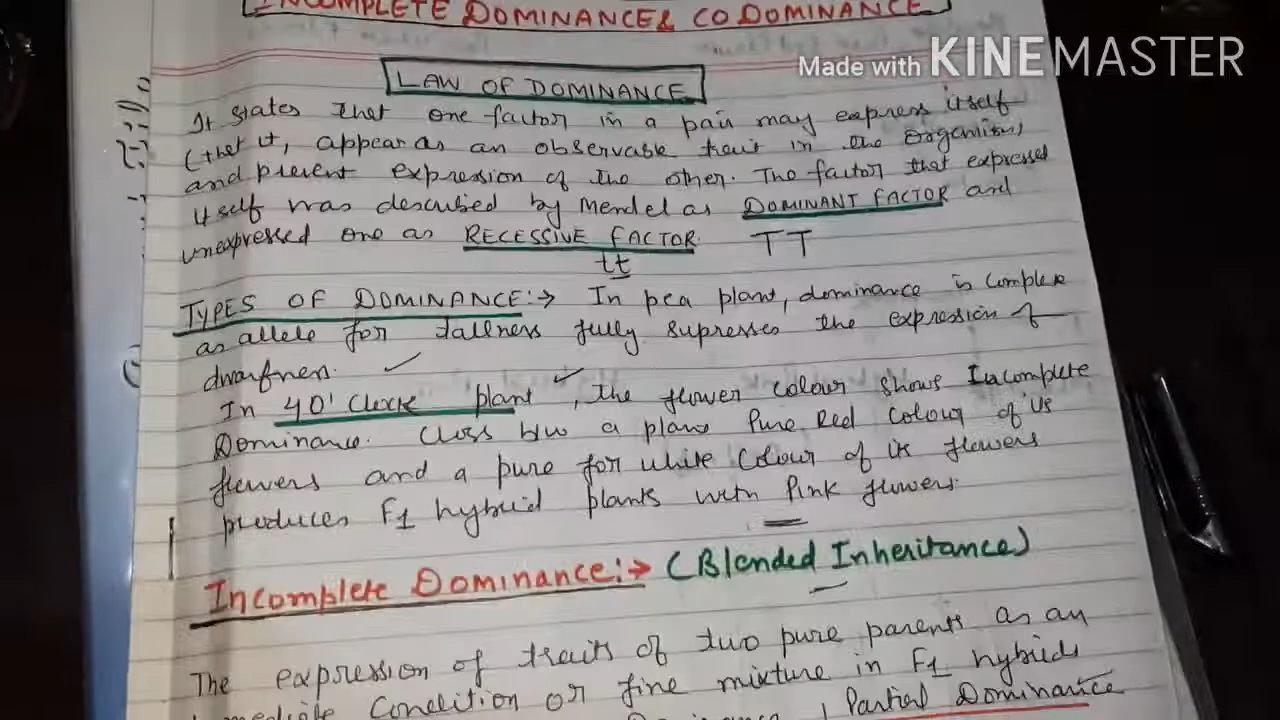 INCOMPLETE DOMINANCE & CO DOMINANCE
Made with KINEMASTER
LAW OF DOMINANCE
It states that one factor in a pair may express itself
(thet it, appear as an observable trait in the organism)
and prevent expression of the other. The factor that expressed
itself was described by Mendel as DOMINANT FACTOR and
unexpressed one as RECESSIVE FACTOR. TT
tt
TYPES OF DOMINANCE:→ In pea plant, dominance is complete
as allele for tallness fully supresses the expression of
dwarfness.
In 4O' Clock plant, the flower colour shows Incomplete
Dominance. Cross b/w a plant Pure Red Colour of its
flowers and a pure for white Colour of its flowers
produces F1 hybrid plants with Pink flowers.
Incomplete Dominance:→ (Blended Inheritance)
The expression of traits of two pure parents as an
Condition or fine mixture in F1 hybrids
Partial Dominance